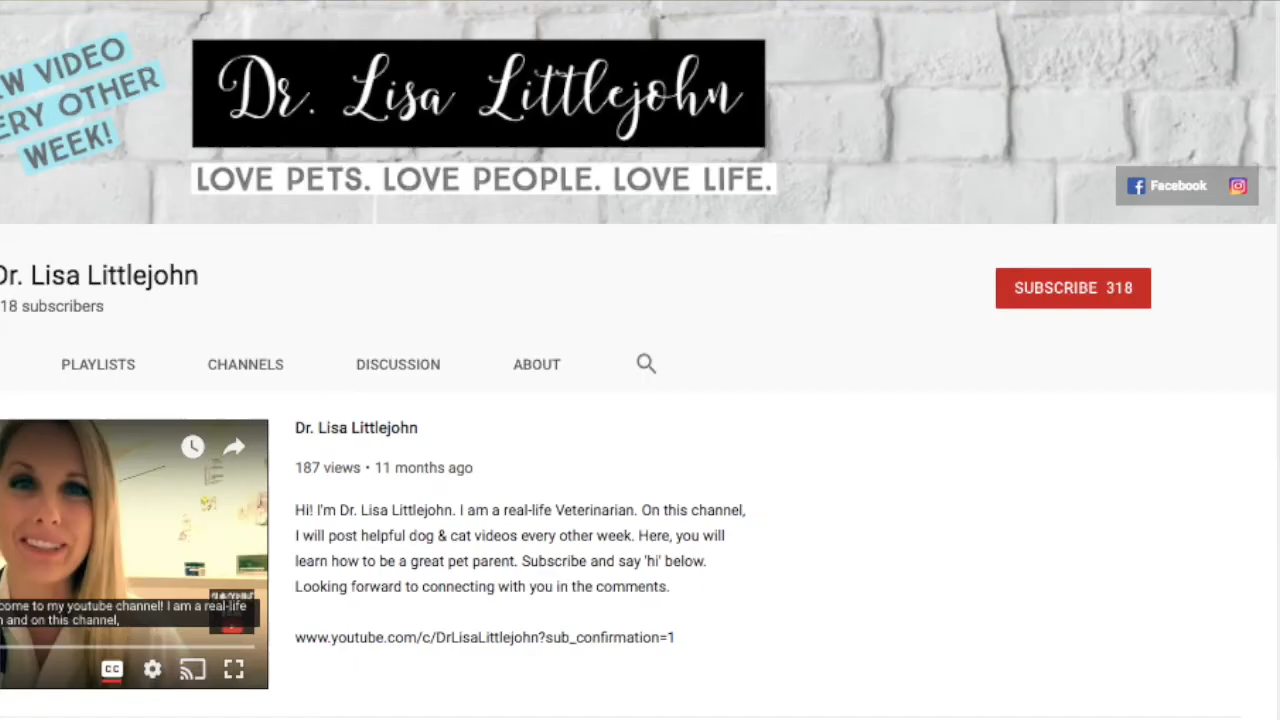 W VIDEO
ERY OTHER
WEEK!
Dr. Lisa Littlejohn
LOVE PETS. LOVE PEOPLE. LOVE LIFE.
Facebook
Dr. Lisa Littlejohn
18 subscribers
SUBSCRIBE 318
PLAYLISTS
CHANNELS
DISCUSSION
ABOUT
Dr. Lisa Littlejohn
187 views • 11 months ago
Hi! I'm Dr. Lisa Littlejohn. I am a real-life Veterinarian. On this channel,
I will post helpful dog & cat videos every other week. Here, you will
learn how to be a great pet parent. Subscribe and say 'hi' below.
Looking forward to connecting with you in the comments.
www.youtube.com/c/DrLisaLittlejohn?sub_confirmation=1
come to my youtube channel! I am a real-life
n and on this channel,
CC